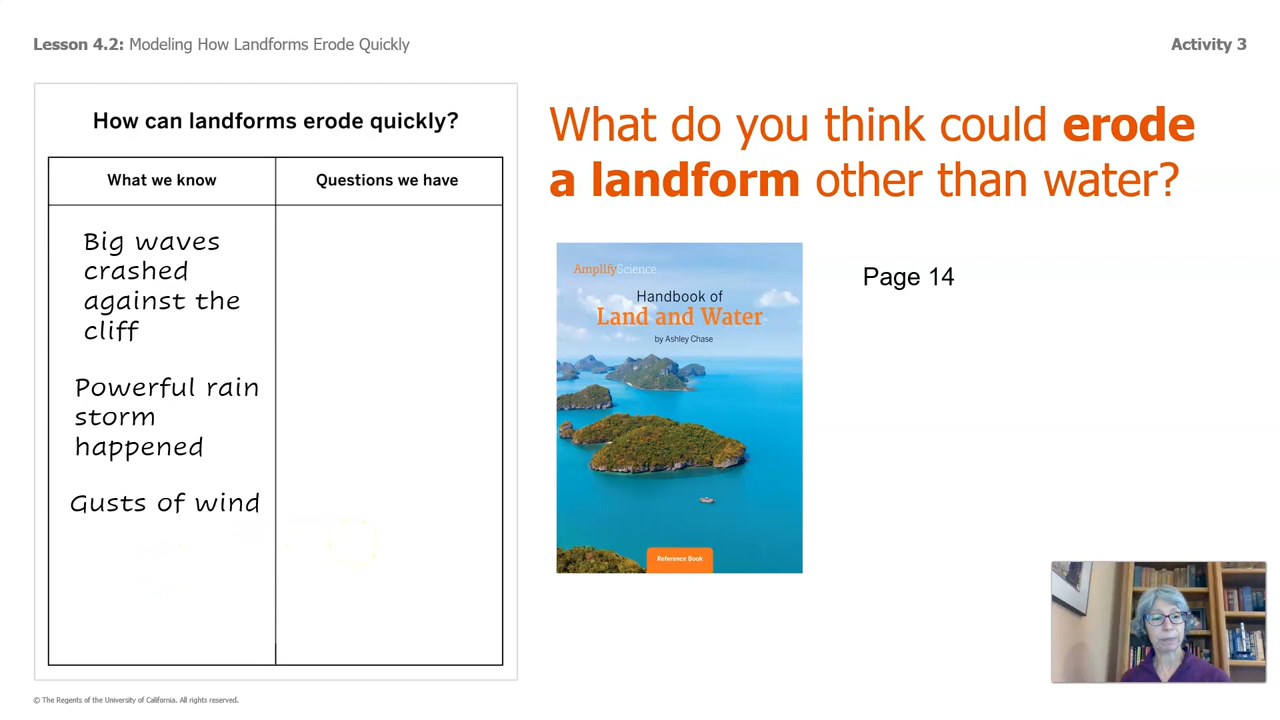 Lesson 4.2: Modeling How Landforms Erode Quickly
Activity 3
How can landforms erode quickly?
What we know
Questions we have
Big waves
crashed
against the
cliff
Powerful rain
storm
happened
Gusts of wind
What do you think could erode
a landform other than water?
AmplifyScience
Handbook of
Land and Water
by Ashley Chase
Reference Book
Page 14
© The Regents of the University of California. All rights reserved.